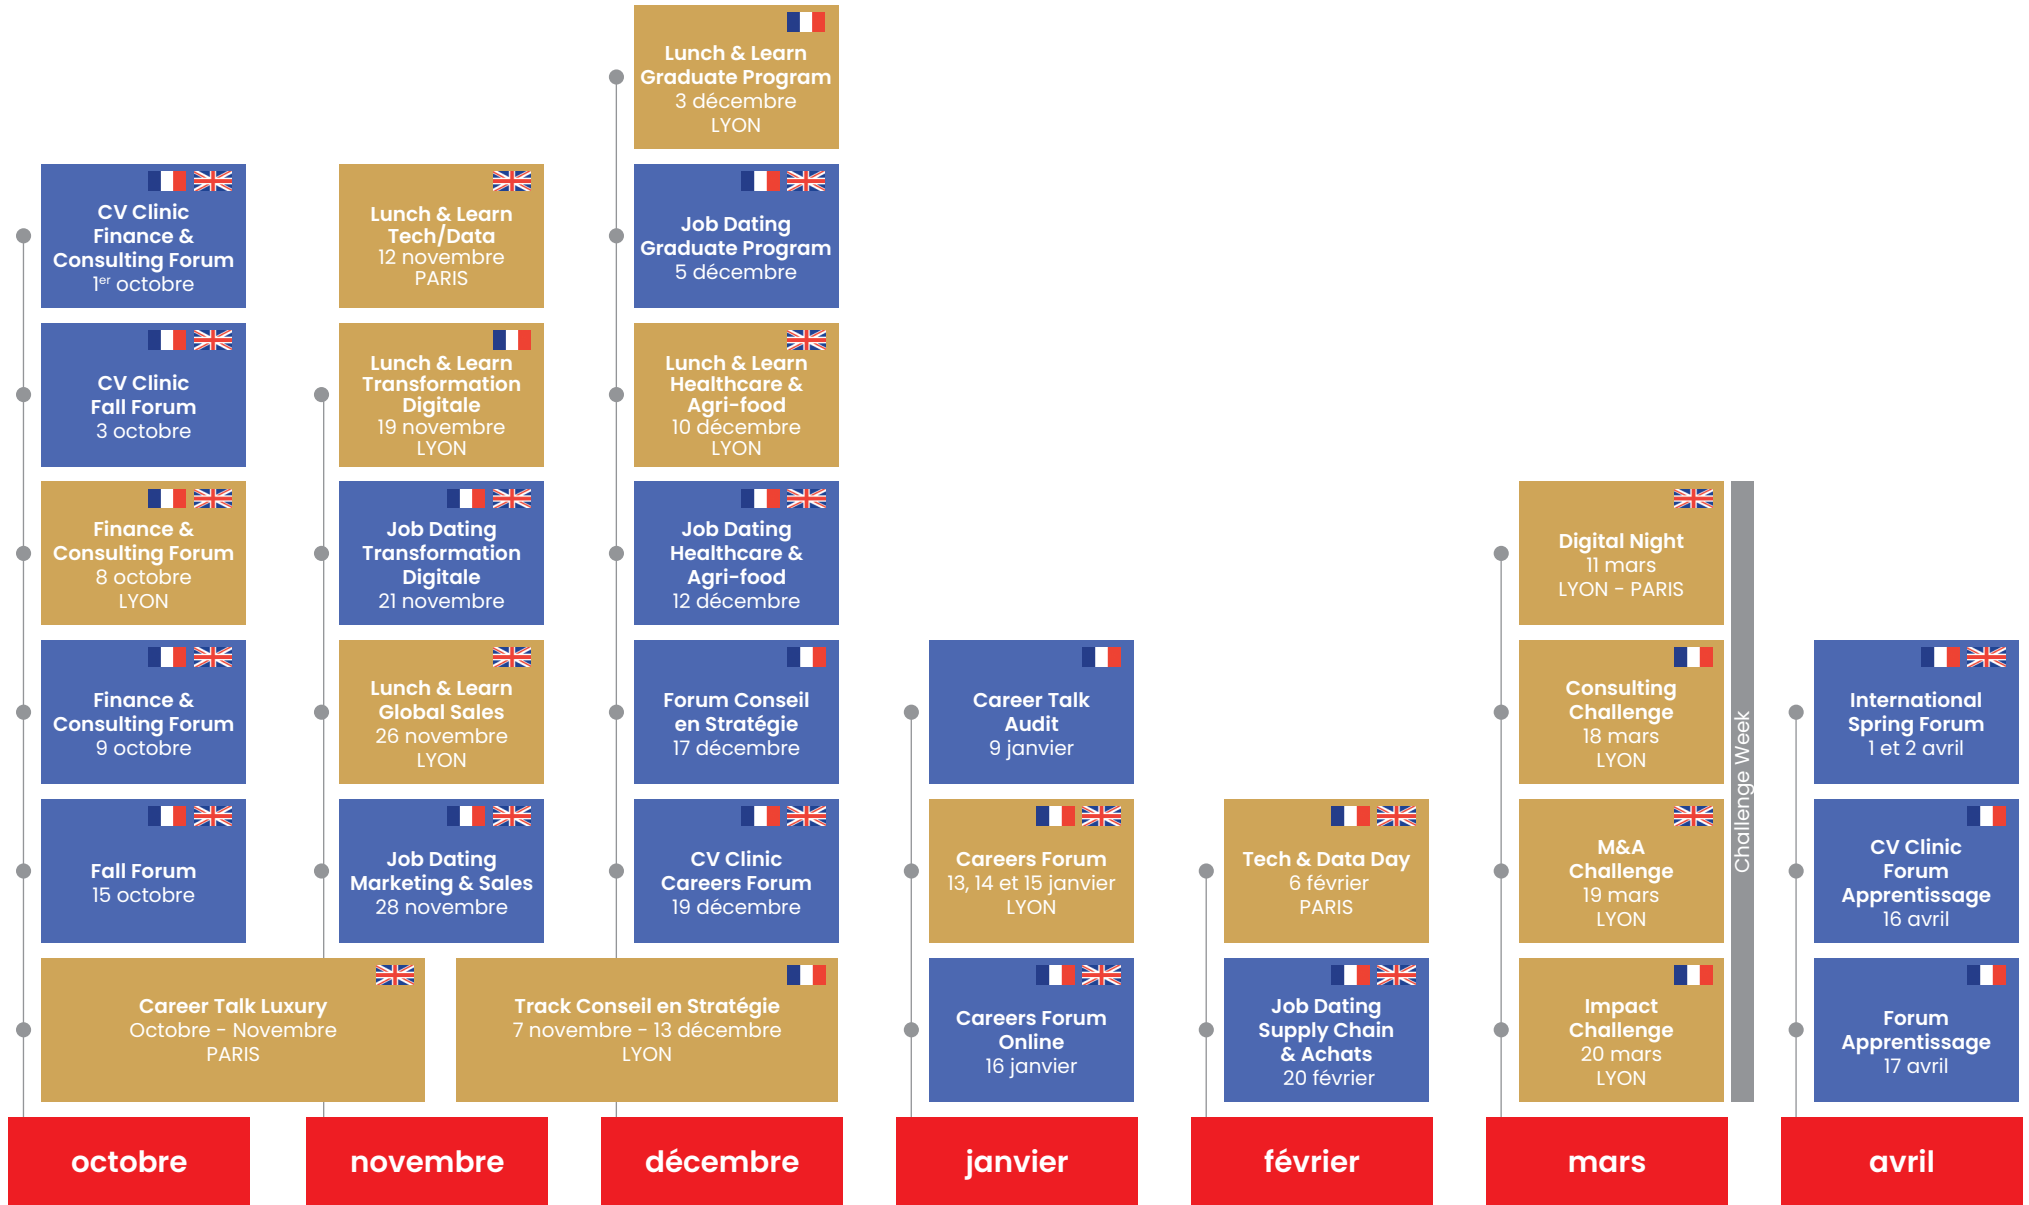 CV Clinic
Finance &
Consulting Forum
1er octobre
CV Clinic
Fall Forum
3 octobre
Finance &
Consulting Forum
8 octobre
LYON
Finance &
Consulting Forum
9 octobre
Fall Forum
15 octobre
Career Talk Luxury
Octobre - Novembre
PARIS
octobre
Lunch & Learn
Tech/Data
12 novembre
PARIS
Lunch & Learn
Transformation
Digitale
19 novembre
LYON
Job Dating
Transformation
Digitale
21 novembre
Lunch & Learn
Global Sales
26 novembre
LYON
Job Dating
Marketing & Sales
28 novembre
novembre
Lunch & Learn
Graduate Program
3 décembre
LYON
Job Dating
Graduate Program
5 décembre
Lunch & Learn
Healthcare &
Agri-food
10 décembre
LYON
Job Dating
Healthcare &
Agri-food
12 décembre
Forum Conseil
en Stratégie
17 décembre
CV Clinic
Careers Forum
19 décembre
Track Conseil en Stratégie
7 novembre - 13 décembre
LYON
décembre
Career Talk
Audit
9 janvier
Careers Forum
13, 14 et 15 janvier
LYON
Careers Forum
Online
16 janvier
janvier
Tech & Data Day
6 février
PARIS
Job Dating
Supply Chain
& Achats
20 février
février
Digital Night
11 mars
LYON - PARIS
Consulting
Challenge
18 mars
LYON
M&A
Challenge
19 mars
LYON
Impact
Challenge
20 mars
LYON
Challenge Week
mars
International
Spring Forum
1 et 2 avril
CV Clinic
Forum
Apprentissage
16 avril
Forum
Apprentissage
17 avril
avril